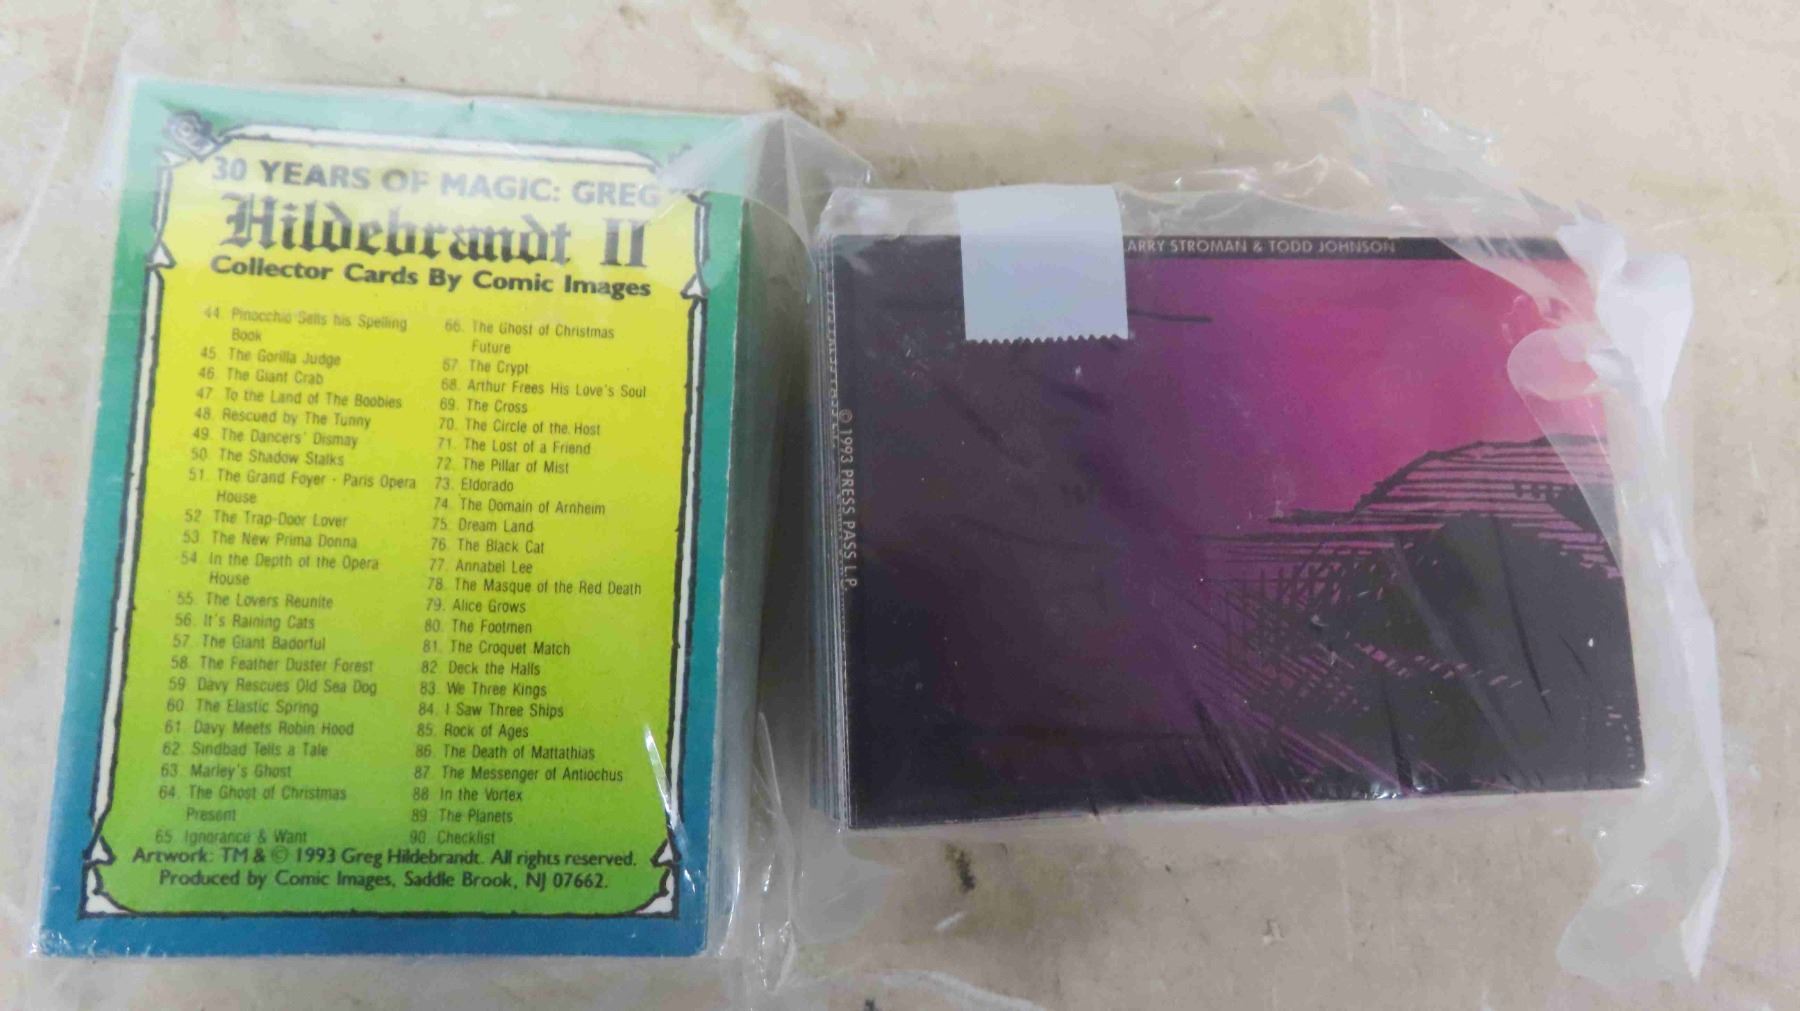 30 YEARS OF MAGIC: GREG
Hildebrandt II
Collector Cards By Comic Images
44. Pinocchio Sells his Spelling
Book
45. The Gorilla Judge
46. The Giant Crab
47. To the Land of The Boobies
48. Rescued by The Tunny
49. The Dancers' Dismay
50. The Shadow Stalks
51. The Grand Foyer - Paris Opera
House
52. The Trap-Door Lover
53. The New Prima Donna
54. In the Depth of the Opera
House
55. The Lovers Reunite
56. It's Raining Cats
57. The Giant Badorful
58. The Feather Duster Forest
59. Davy Rescues Old Sea Dog
60. The Elastic Spring
61. Davy Meets Robin Hood
62. Sindbad Tells a Tale
63. Marley's Ghost
64. The Ghost of Christmas
Present
65. Ignorance & Want
66. The Ghost of Christmas
Future
67. The Crypt
68. Arthur Frees His Love's Soul
69. The Cross
70. The Circle of the Host
71. The Lost of a Friend
72. The Pillar of Mist
73. Eldorado
74. The Domain of Arnheim
75. Dream Land
76. The Black Cat
77. Annabel Lee
78. The Masque of the Red Death
79. Alice Grows
80. The Footmen
81. The Croquet Match
82. Deck the Halls
83. We Three Kings
84. I Saw Three Ships
85. Rock of Ages
86. The Death of Mattathias
87. The Messenger of Antiochus
88. In the Vortex
89. The Planets
90. Checklist
Artwork: TM & © 1993 Greg Hildebrandt. All rights reserved.
Produced by Comic Images, Saddle Brook, NJ 07662.
ARRY STROMAN & TODD JOHNSON
© 1993 PRESS PASS L.P.